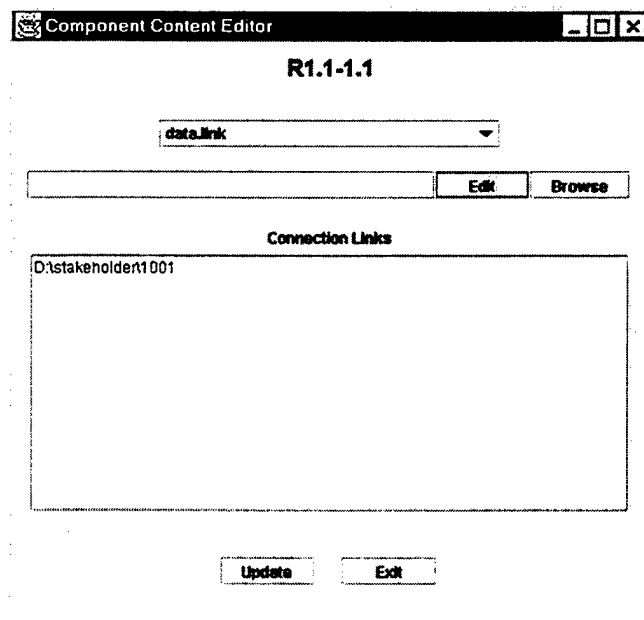 Component Content Editor
R1.1-1.1
data.link
Edit Browse
Connection Links
D:\stakeholder\1001
Update Exit